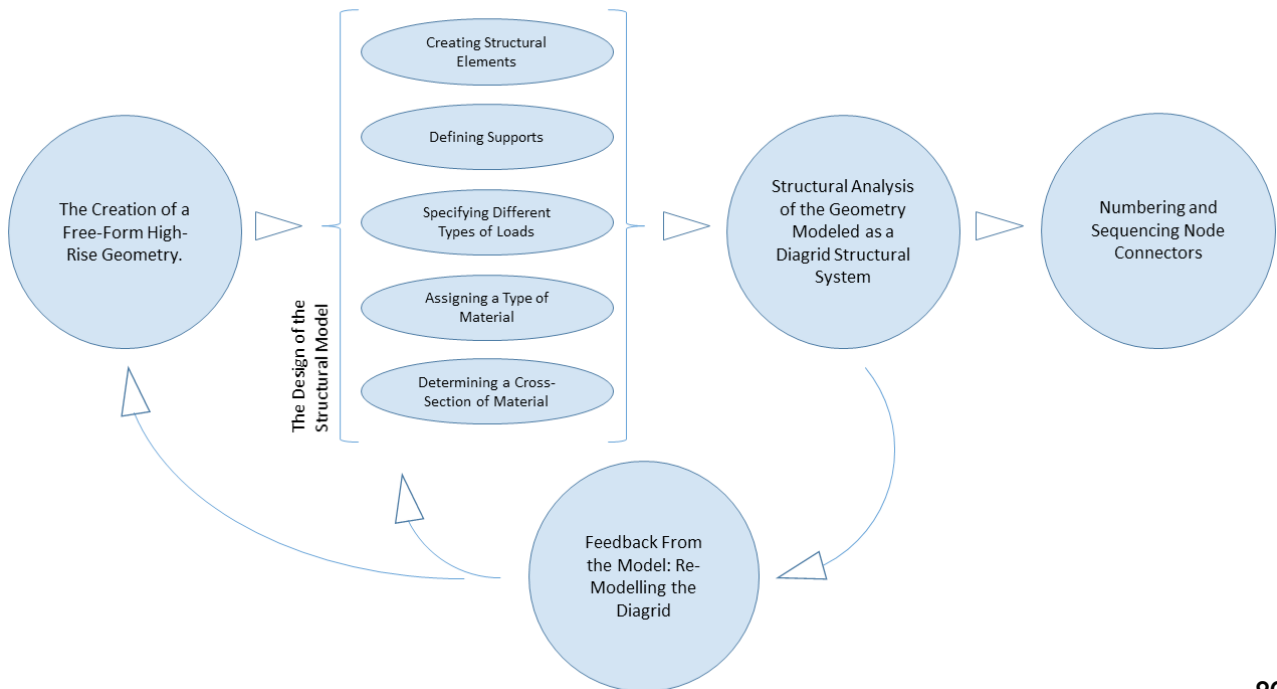 The Creation of a
Free-Form High-
Rise Geometry.
The Design of the
Structural Model
Creating Structural
Elements
Defining Supports
Specifying Different
Types of Loads
Assigning a Type of
Material
Determining a Cross-
Section of Material
Structural Analysis
of the Geometry
Modeled as a
Diagrid Structural
System
Numbering and
Sequencing Node
Connectors
Feedback From
the Model: Re-
Modelling the
Diagrid